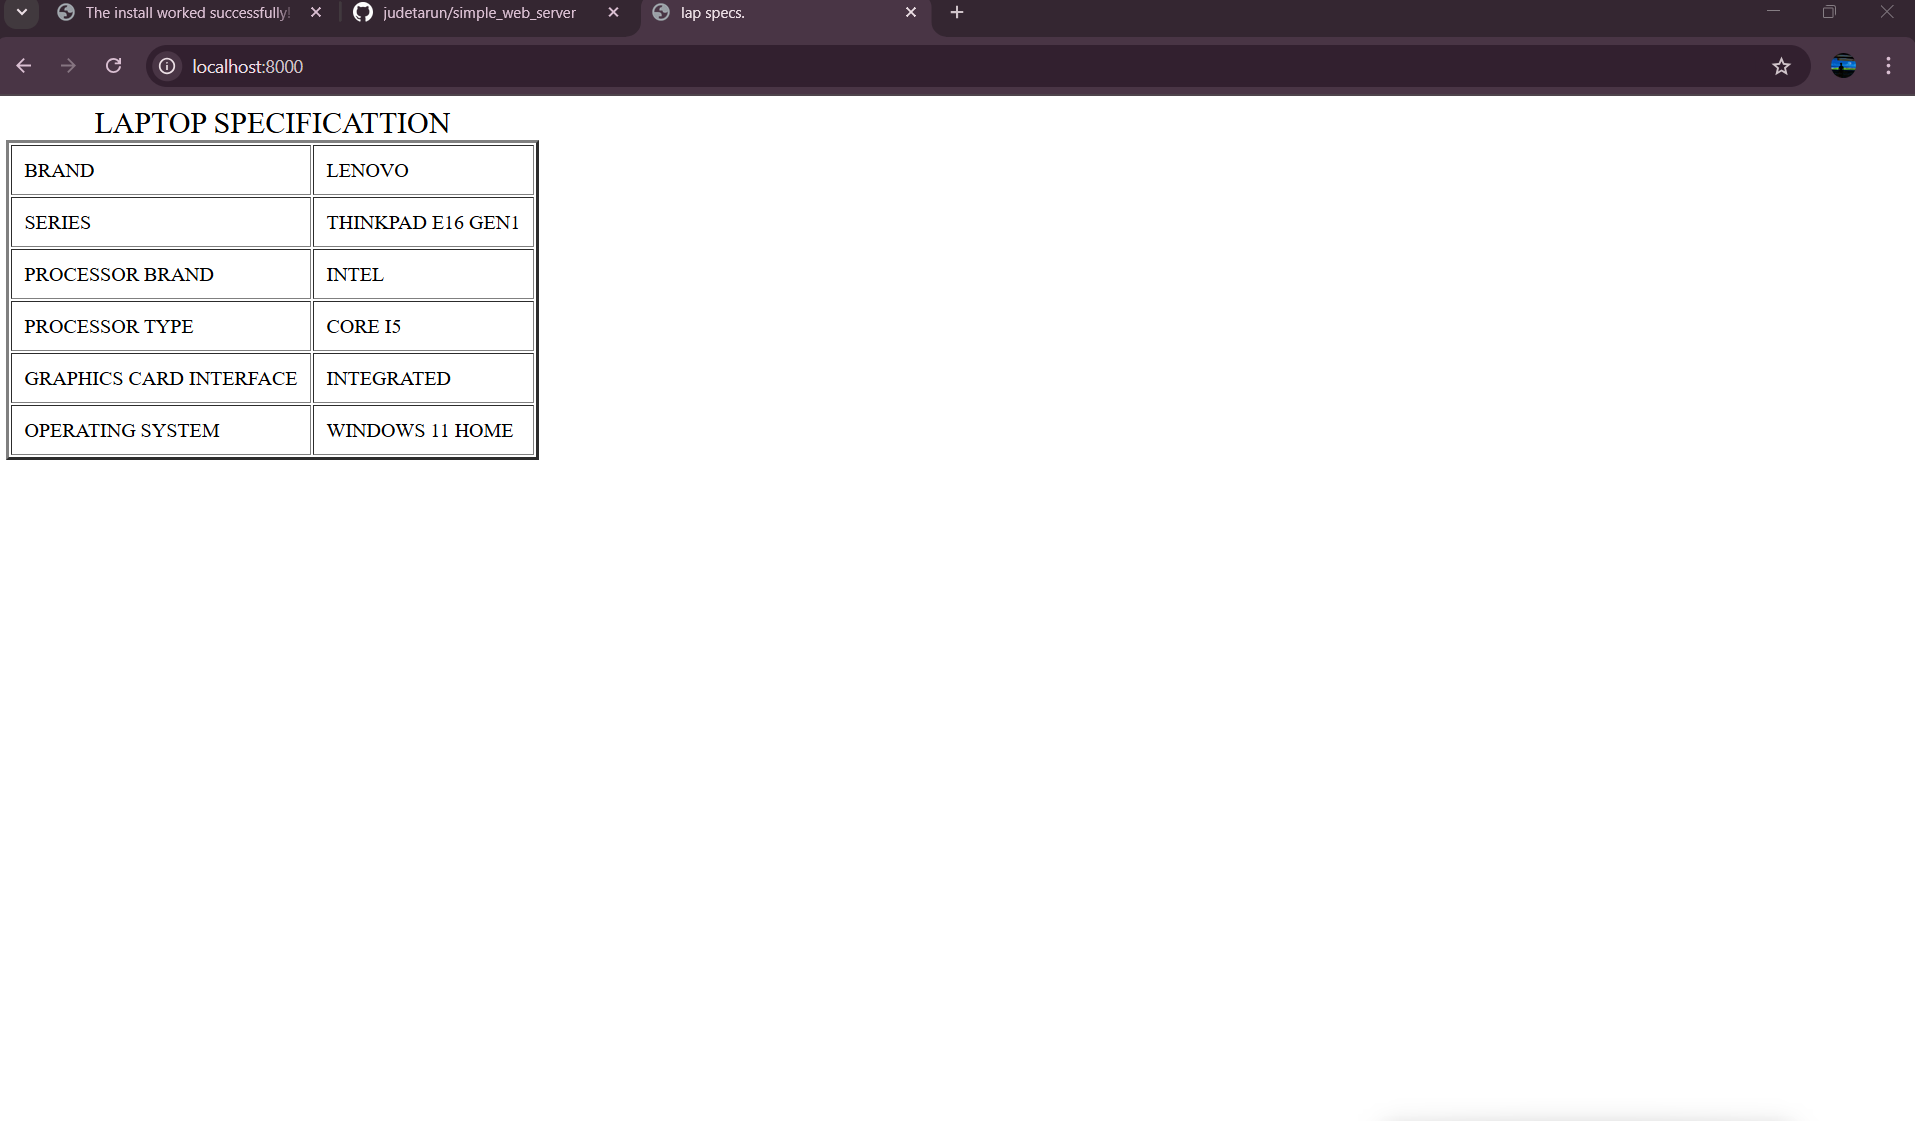 The install worked successfully!
judetarun/simple_web_server
lap specs.
localhost:8000
LAPTOP SPECIFICATTION
BRAND LENOVO
SERIES THINKPAD E16 GEN1
PROCESSOR BRAND INTEL
PROCESSOR TYPE CORE I5
GRAPHICS CARD INTERFACE INTEGRATED
OPERATING SYSTEM WINDOWS 11 HOME